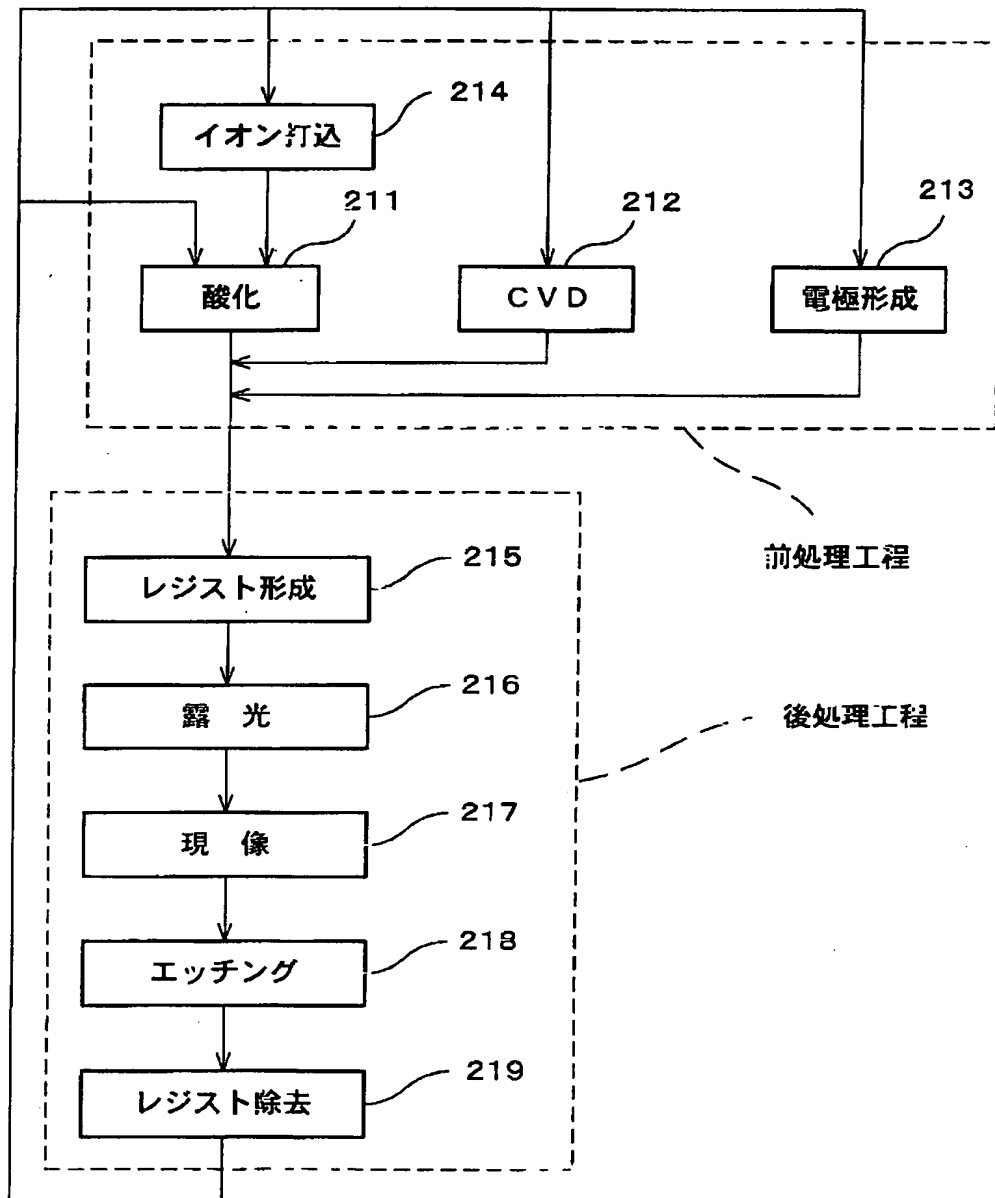 214
イオン打込
211
212
213
酸化
CVD
電極形成
前処理工程
215
レジスト形成
216
露 光
後処理工程
217
現 像
218
エッチング
219
レジスト除去